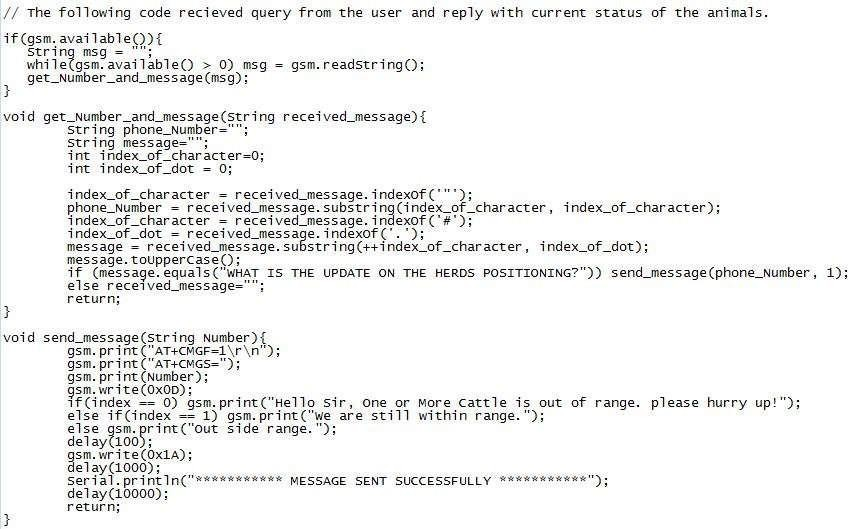 // The following code recieved query from the user and reply with current status of the animals.
if(gsm.available()){
String msg = "";
while(gsm.available() > 0) msg = gsm.readString();
get_Number_and_message(msg);
}
void get_Number_and_message(String received_message){
String phone_Number="";
String message="";
int index_of_character=0;
int index_of_dot = 0;
index_of_character = received_message.indexOf('"');
phone_Number = received_message.substring(index_of_character, index_of_character);
index_of_character = received_message.indexOf('#');
index_of_dot = received_message.indexOf('.');
message = received_message.substring(++index_of_character, index_of_dot);
message.toUpperCase();
if (message.equals("WHAT IS THE UPDATE ON THE HERDS POSITIONING?")) send_message(phone_Number, 1);
else received_message="";
return;
}
void send_message(String Number){
gsm.print("AT+CMGF=1\r\n");
gsm.print("AT+CMGS=");
gsm.print(Number);
gsm.write(0x0D);
if(index == 0) gsm.print("Hello Sir, One or More Cattle is out of range. please hurry up!");
else if(index == 1) gsm.print("We are still within range.");
else gsm.print("Out side range.");
delay(100);
gsm.write(0x1A);
delay(1000);
Serial.println("*********** MESSAGE SENT SUCCESSFULLY ***********");
delay(10000);
return;
}